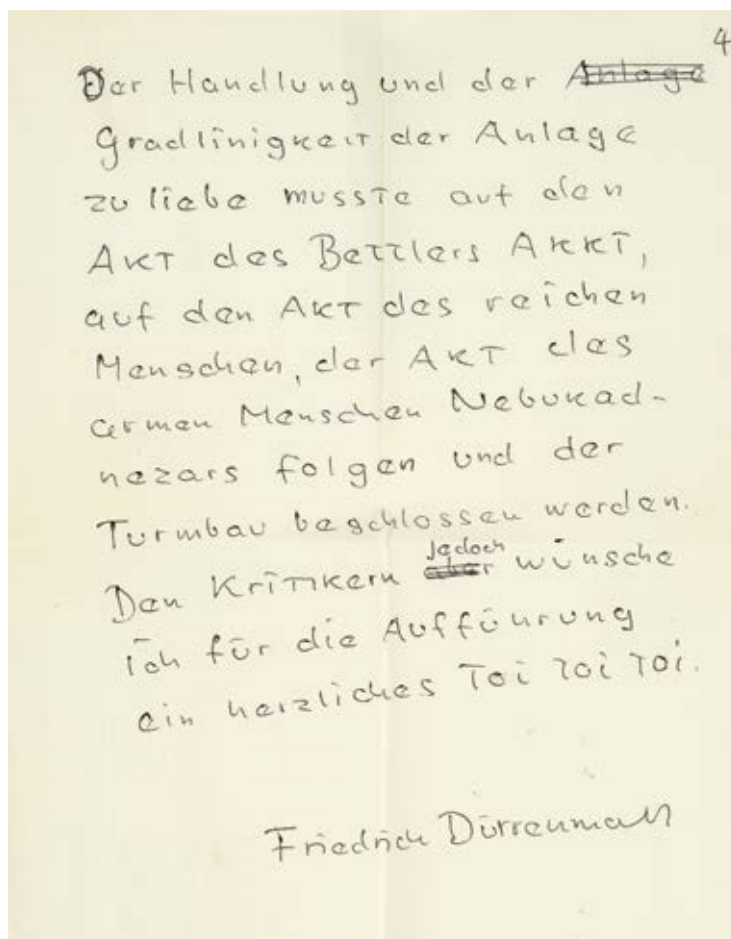 4
Der Handlung und der Anlage
Gradlinigkeit der Anlage
zu liebe musste auf den
Akt des Bettlers Akki,
auf den Akt des reichen
Menschen, der Akt des
armen Menschen Nebukad-
nezars folgen und der
Turmbau beschlossen werden.
jedoch
Den Kritikern aber wünsche
ich für die Aufführung
ein herzliches Toi toi toi.
Friedrich Dürrenmatt